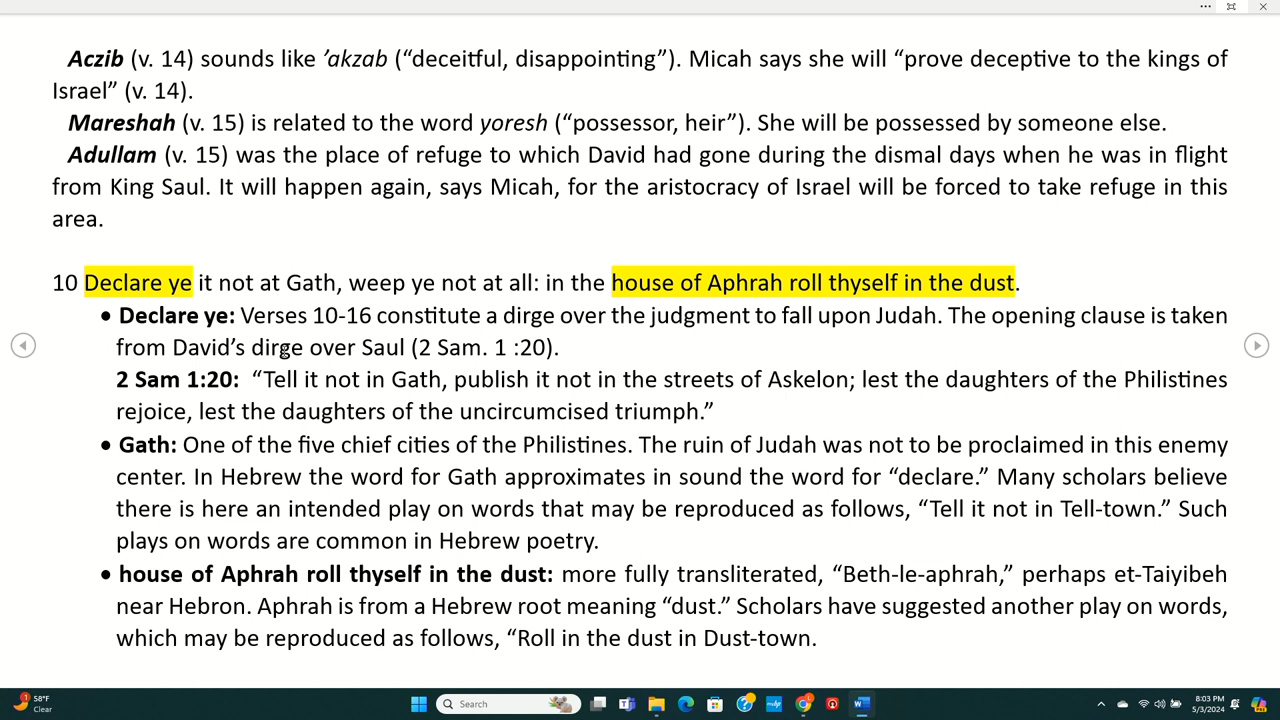 Aczib (v. 14) sounds like ’akzab (“deceitful, disappointing”). Micah says she will “prove deceptive to the kings of
Israel” (v. 14).
Mareshah (v. 15) is related to the word yoresh (“possessor, heir”). She will be possessed by someone else.
Adullam (v. 15) was the place of refuge to which David had gone during the dismal days when he was in flight
from King Saul. It will happen again, says Micah, for the aristocracy of Israel will be forced to take refuge in this
area.
10 Declare ye it not at Gath, weep ye not at all: in the house of Aphrah roll thyself in the dust.
• Declare ye: Verses 10-16 constitute a dirge over the judgment to fall upon Judah. The opening clause is taken
from David’s dirge over Saul (2 Sam. 1 :20).
2 Sam 1:20: “Tell it not in Gath, publish it not in the streets of Askelon; lest the daughters of the Philistines
rejoice, lest the daughters of the uncircumcised triumph.”
• Gath: One of the five chief cities of the Philistines. The ruin of Judah was not to be proclaimed in this enemy
center. In Hebrew the word for Gath approximates in sound the word for “declare.” Many scholars believe
there is here an intended play on words that may be reproduced as follows, “Tell it not in Tell-town.” Such
plays on words are common in Hebrew poetry.
• house of Aphrah roll thyself in the dust: more fully transliterated, “Beth-le-aphrah,” perhaps et-Taiyibeh
near Hebron. Aphrah is from a Hebrew root meaning “dust.” Scholars have suggested another play on words,
which may be reproduced as follows, “Roll in the dust in Dust-town.
1
58°F
Clear
Search
8:03 PM
5/3/2024